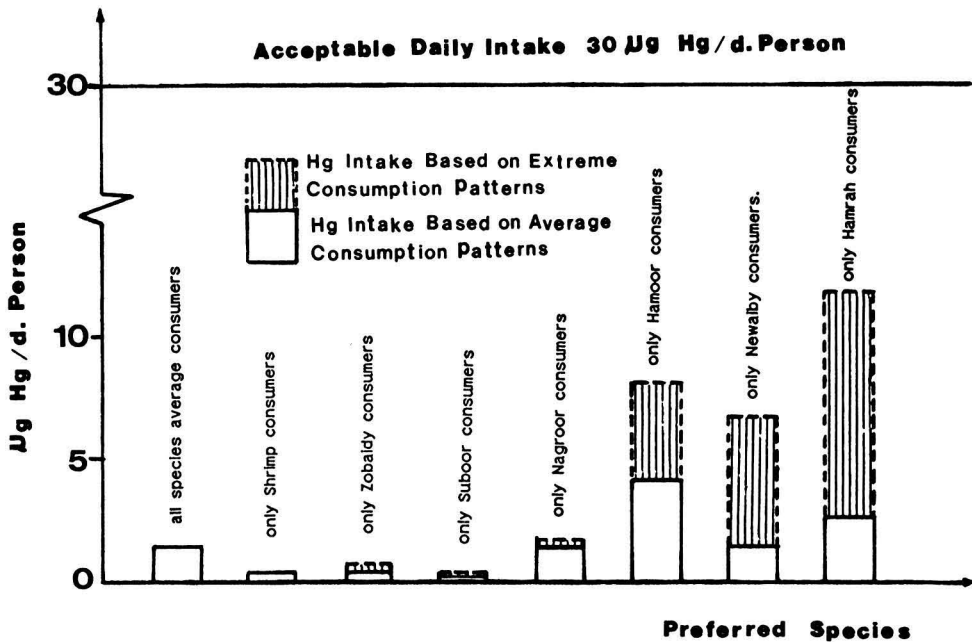 Acceptable Daily Intake 30 µg Hg/d. Person
30
Hg Intake Based on Extreme
Consumption Patterns
Hg Intake Based on Average
Consumption Patterns
10
5
0
µg Hg/d. Person
all species average consumers
only Shrimp consumers
only Zobaldy consumers
only Suboor consumers
only Nagroor consumers
only Hamoor consumers
only Newalby consumers.
only Hamrah consumers
Preferred Species